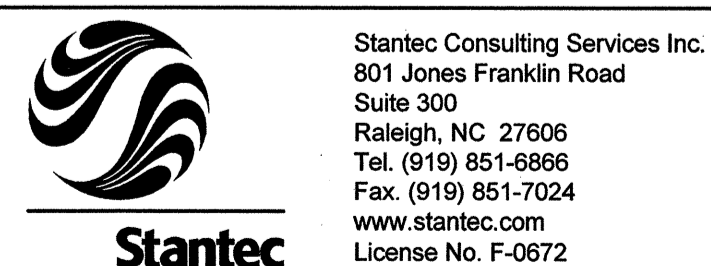 Stantec
Stantec Consulting Services Inc.
801 Jones Franklin Road
Suite 300
Raleigh, NC 27606
Tel. (919) 851-6866
Fax. (919) 851-7024
www.stantec.com
License No. F-0672